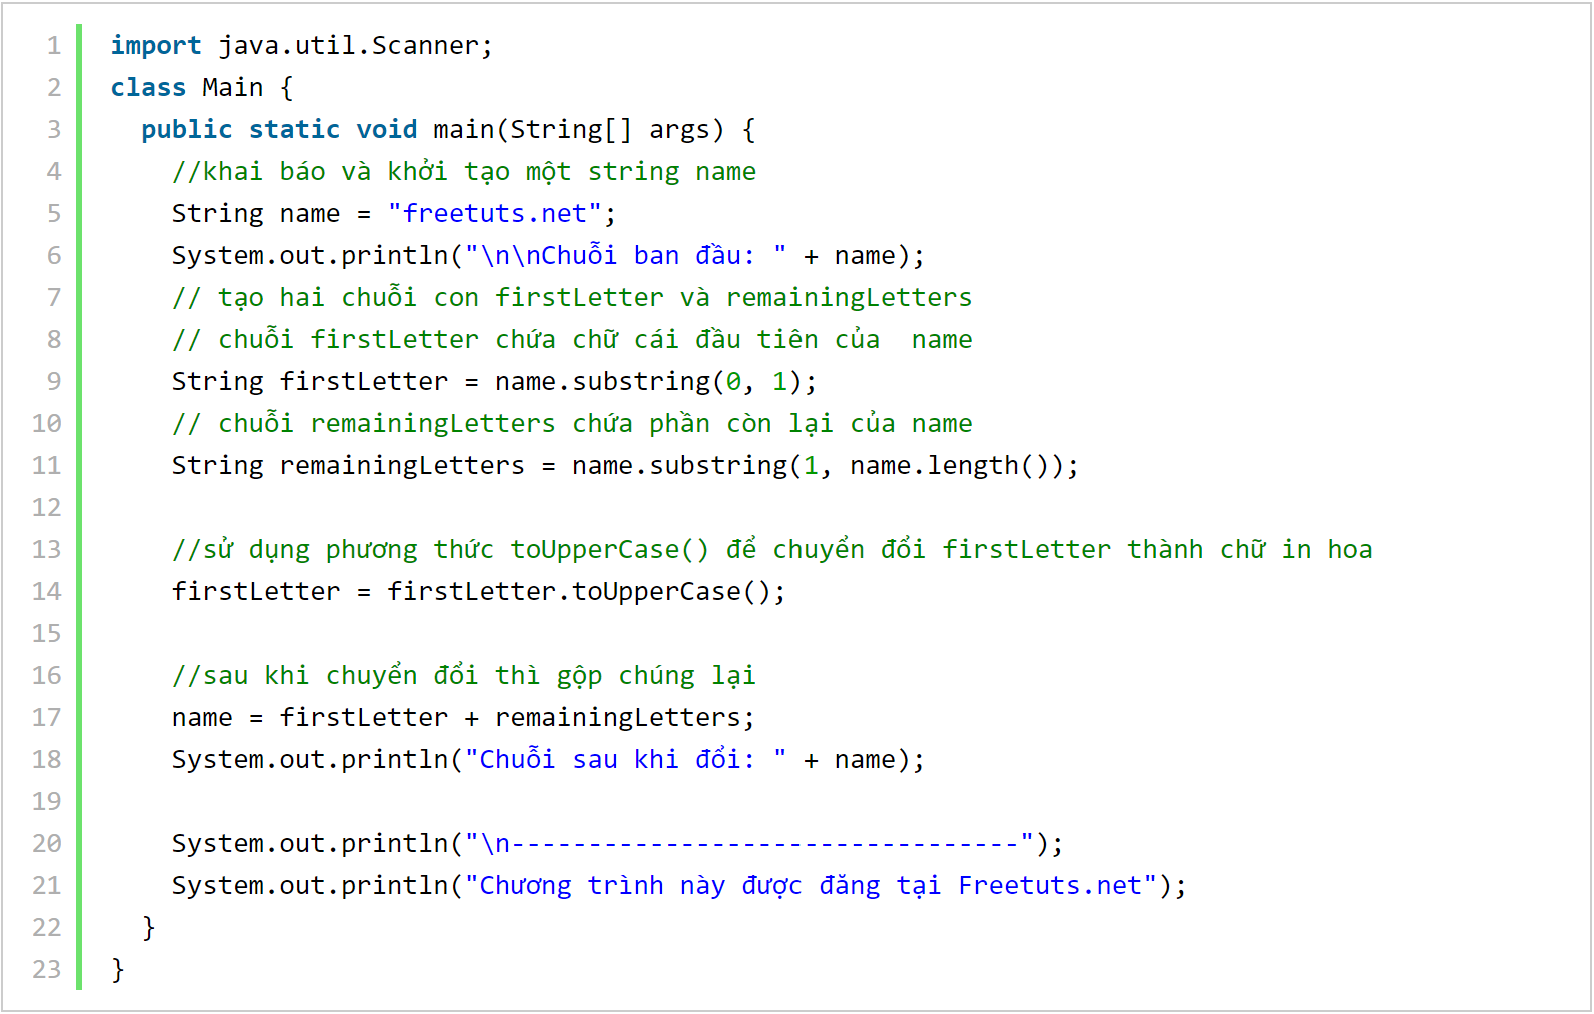 1 import java.util.Scanner;
2 class Main {
3 public static void main(String[] args) {
4 //khai báo và khởi tạo một string name
5 String name = "freetuts.net";
6 System.out.println("\n\nChuỗi ban đầu: " + name);
7 // tạo hai chuỗi con firstLetter và remainingLetters
8 // chuỗi firstLetter chứa chữ cái đầu tiên của  name
9 String firstLetter = name.substring(0, 1);
10 // chuỗi remainingLetters chứa phần còn lại của name
11 String remainingLetters = name.substring(1, name.length());
12
13 //sử dụng phương thức toUpperCase() để chuyển đổi firstLetter thành chữ in hoa
14 firstLetter = firstLetter.toUpperCase();
15
16 //sau khi chuyển đổi thì gộp chúng lại
17 name = firstLetter + remainingLetters;
18 System.out.println("Chuỗi sau khi đổi: " + name);
19
20 System.out.println("\n---------------------------------");
21 System.out.println("Chương trình này được đăng tại Freetuts.net");
22 }
23 }